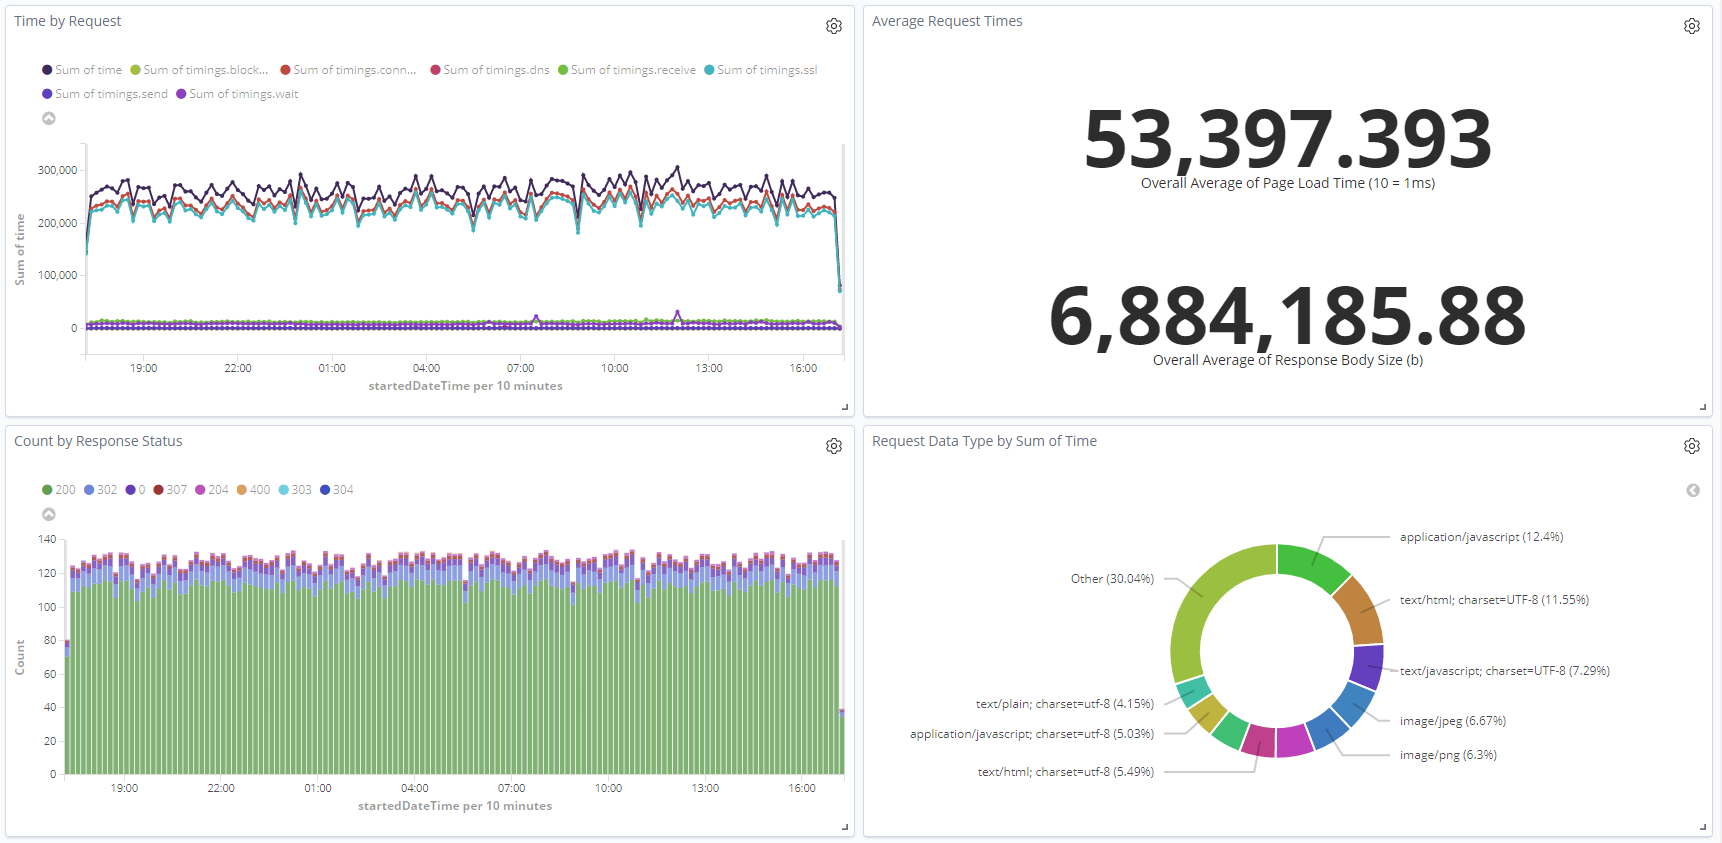 Time by Request
Sum of time Sum of timings.block... Sum of timings.conn... Sum of timings.dns Sum of timings.receive Sum of timings.ssl
Sum of timings.send Sum of timings.wait
Sum of time
300,000
200,000
100,000
0
19:00 22:00 01:00 04:00 07:00 10:00 13:00 16:00
startedDateTime per 10 minutes
Average Request Times
53,397.393
Overall Average of Page Load Time (10 = 1ms)
6,884,185.88
Overall Average of Response Body Size (b)
Count by Response Status
200 302 0 307 204 400 303 304
Count
140
120
100
80
60
40
20
0
19:00 22:00 01:00 04:00 07:00 10:00 13:00 16:00
startedDateTime per 10 minutes
Request Data Type by Sum of Time
application/javascript (12.4%)
Other (30.04%)
text/html; charset=UTF-8 (11.55%)
text/javascript; charset=UTF-8 (7.29%)
text/plain; charset=utf-8 (4.15%)
image/jpeg (6.67%)
application/javascript; charset=utf-8 (5.03%)
image/png (6.3%)
text/html; charset=utf-8 (5.49%)